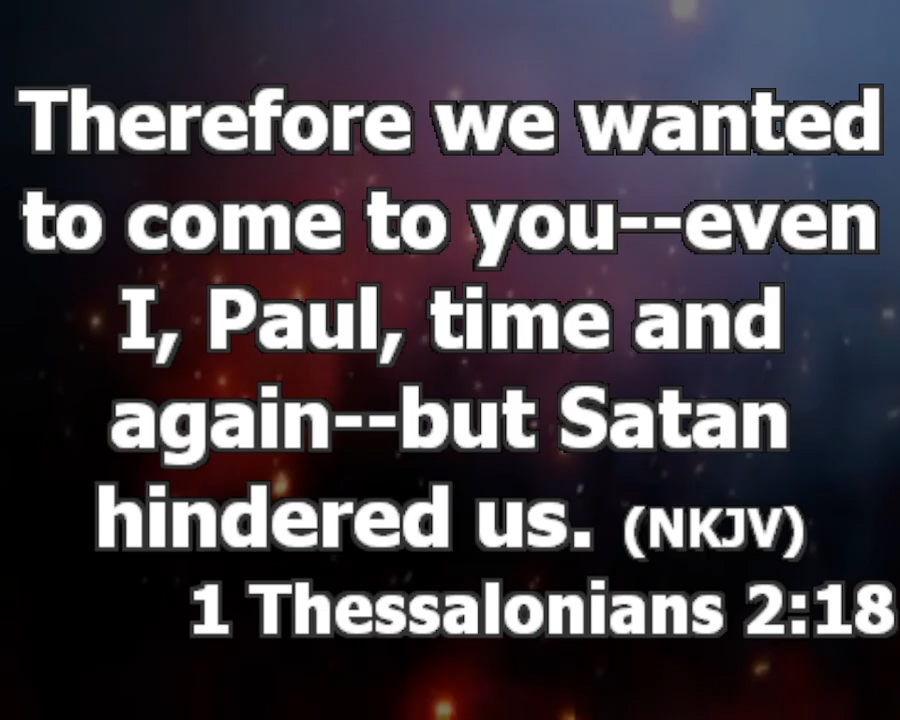 Therefore we wanted
to come to you--even
I, Paul, time and
again--but Satan
hindered us. (NKJV)
1 Thessalonians 2:18